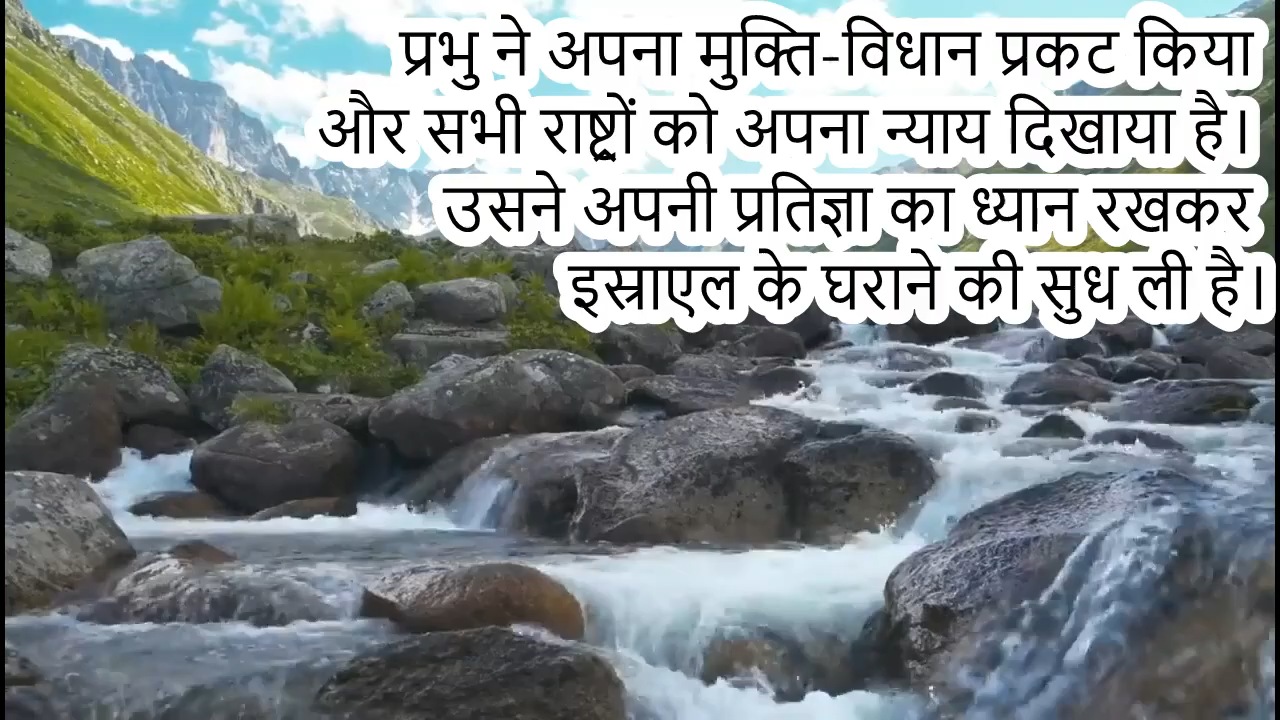 प्रभु ने अपना मुक्ति-विधान प्रकट किया
और सभी राष्ट्रों को अपना न्याय दिखाया है।
उसने अपनी प्रतिज्ञा का ध्यान रखकर
इस्राएल के घराने की सुध ली है।